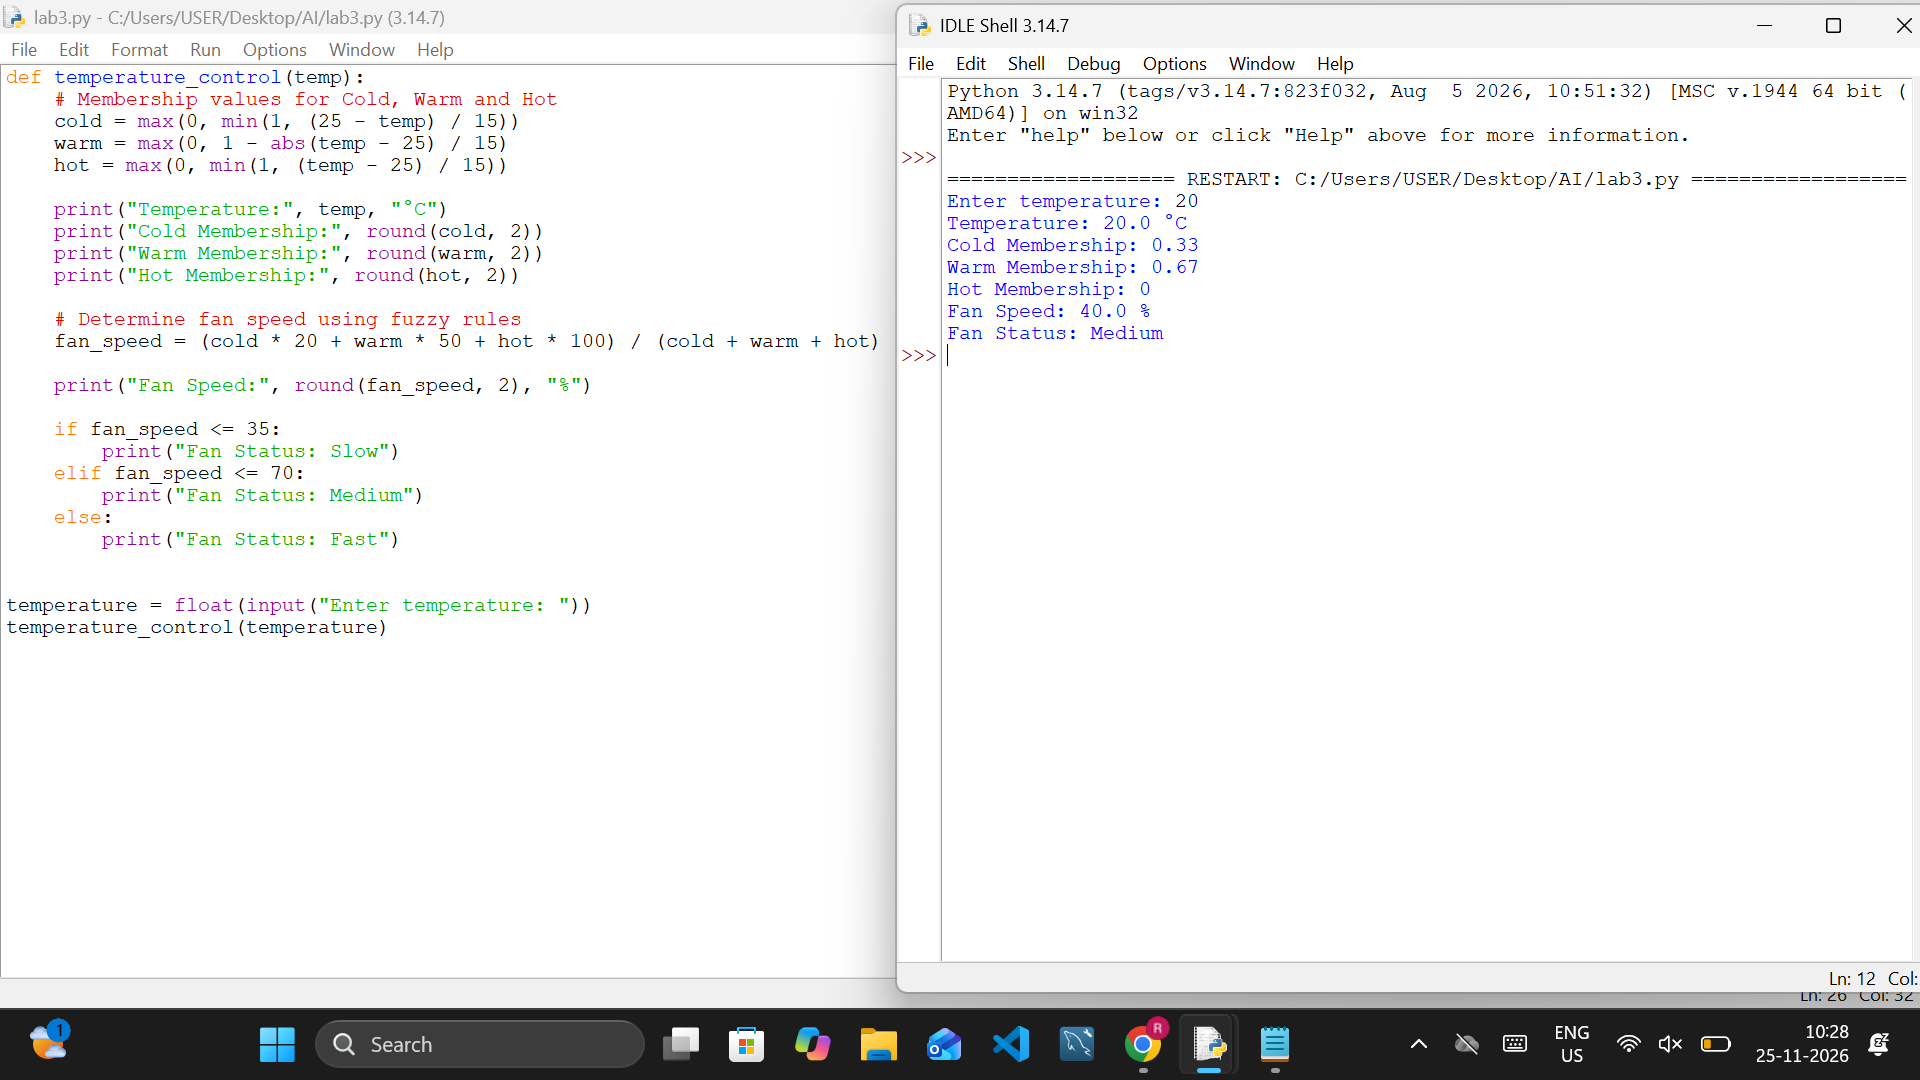 lab3.py - C:/Users/USER/Desktop/AI/lab3.py (3.14.7)
File Edit Format Run Options Window Help
def temperature_control(temp):
    # Membership values for Cold, Warm and Hot
    cold = max(0, min(1, (25 - temp) / 15))
    warm = max(0, 1 - abs(temp - 25) / 15)
    hot = max(0, min(1, (temp - 25) / 15))
    print("Temperature:", temp, "°C")
    print("Cold Membership:", round(cold, 2))
    print("Warm Membership:", round(warm, 2))
    print("Hot Membership:", round(hot, 2))
    # Determine fan speed using fuzzy rules
    fan_speed = (cold * 20 + warm * 50 + hot * 100) / (cold + warm + hot)
    print("Fan Speed:", round(fan_speed, 2), "%")
    if fan_speed <= 35:
        print("Fan Status: Slow")
    elif fan_speed <= 70:
        print("Fan Status: Medium")
    else:
        print("Fan Status: Fast")
temperature = float(input("Enter temperature: "))
temperature_control(temperature)
IDLE Shell 3.14.7
File Edit Shell Debug Options Window Help
Python 3.14.7 (tags/v3.14.7:823f032, Aug  5 2026, 10:51:32) [MSC v.1944 64 bit (
AMD64)] on win32
Enter "help" below or click "Help" above for more information.
>>>
=================== RESTART: C:/Users/USER/Desktop/AI/lab3.py ==================
Enter temperature: 20
Temperature: 20.0 °C
Cold Membership: 0.33
Warm Membership: 0.67
Hot Membership: 0
Fan Speed: 40.0 %
Fan Status: Medium
>>>
Ln: 12 Col:
Ln: 26 Col: 32
1
Search
R
ENG
US
10:28
25-11-2026